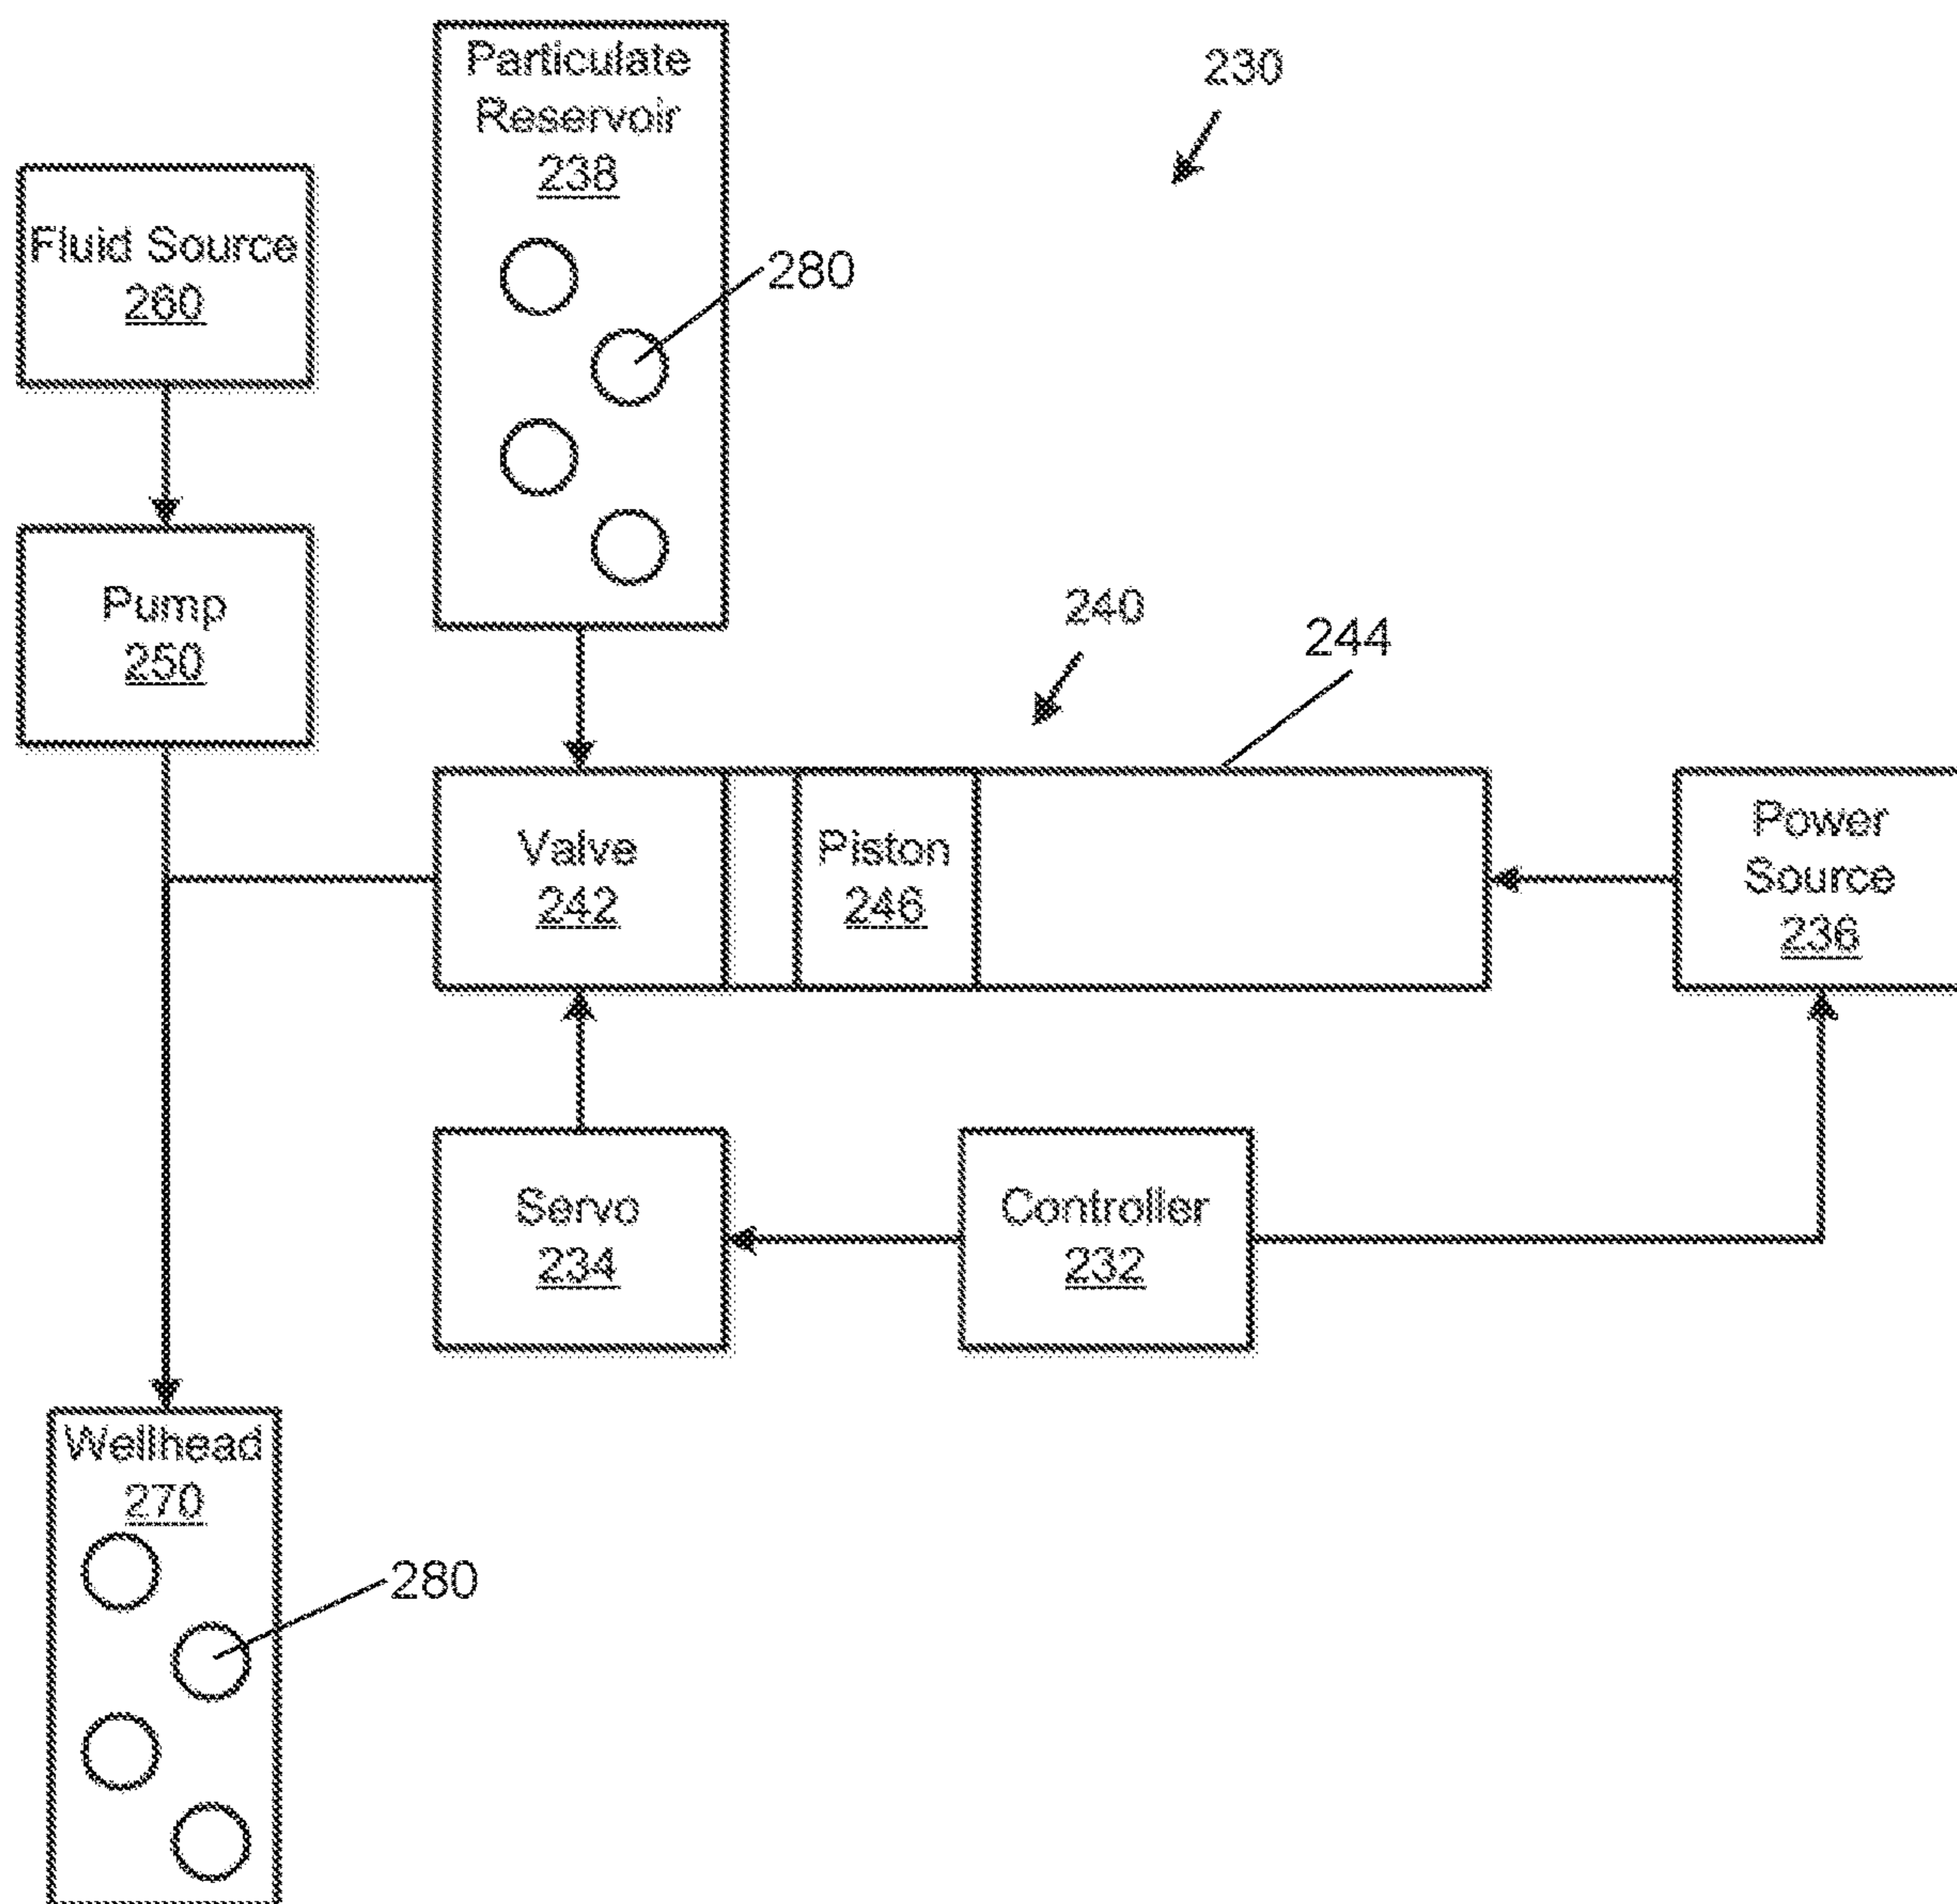 Particulate
Reservoir
238
230
Fluid Source
260
280
Pump
250
240
244
Valve
242
Piston
246
Power
Source
236
Servo
234
Controller
232
Wellhead
270
280